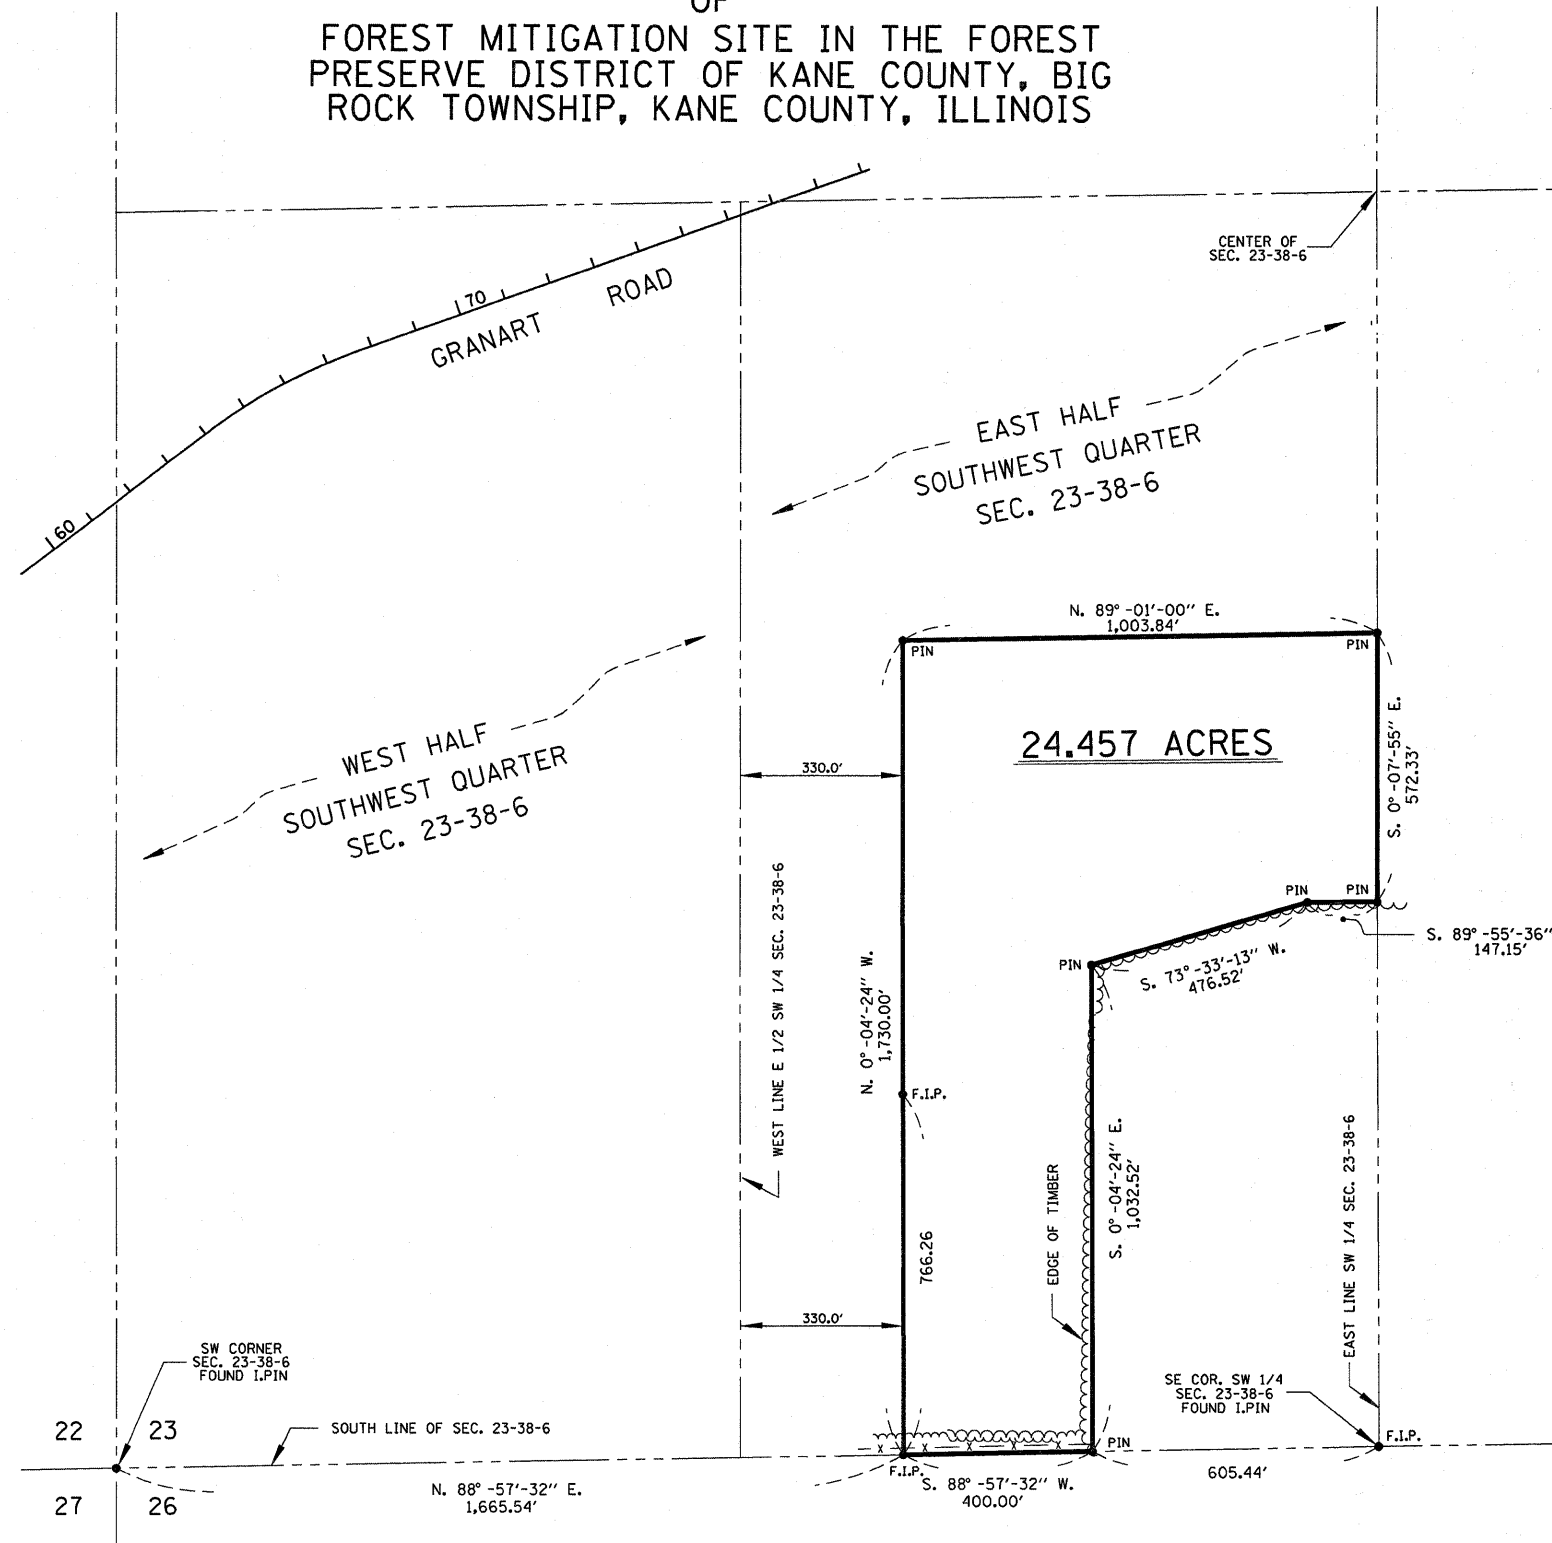 OF
FOREST MITIGATION SITE IN THE FOREST
PRESERVE DISTRICT OF KANE COUNTY, BIG
ROCK TOWNSHIP, KANE COUNTY, ILLINOIS
CENTER OF
SEC. 23-38-6
70
GRANART ROAD
60
EAST HALF
SOUTHWEST QUARTER
SEC. 23-38-6
N. 89°-01'-00" E.
1,003.84'
PIN
PIN
WEST HALF
SOUTHWEST QUARTER
SEC. 23-38-6
24.457 ACRES
S. 0°-07'-55" E.
572.33'
330.0'
PIN
PIN
S. 89°-55'-36"
147.15'
WEST LINE E 1/2 SW 1/4 SEC. 23-38-6
N. 0°-04'-24" W.
1,730.00'
PIN
S. 73°-33'-13" W.
476.52'
F.I.P.
S. 0°-04'-24" E.
1,032.52'
EDGE OF TIMBER
EAST LINE SW 1/4 SEC. 23-38-6
766.26
330.0'
SW CORNER
SEC. 23-38-6
FOUND I.PIN
SE COR. SW 1/4
SEC. 23-38-6
FOUND I.PIN
22 23
SOUTH LINE OF SEC. 23-38-6
X X X X X
PIN
F.I.P.
F.I.P.
605.44'
N. 88°-57'-32" E.
1,665.54'
S. 88°-57'-32" W.
400.00'
27 26